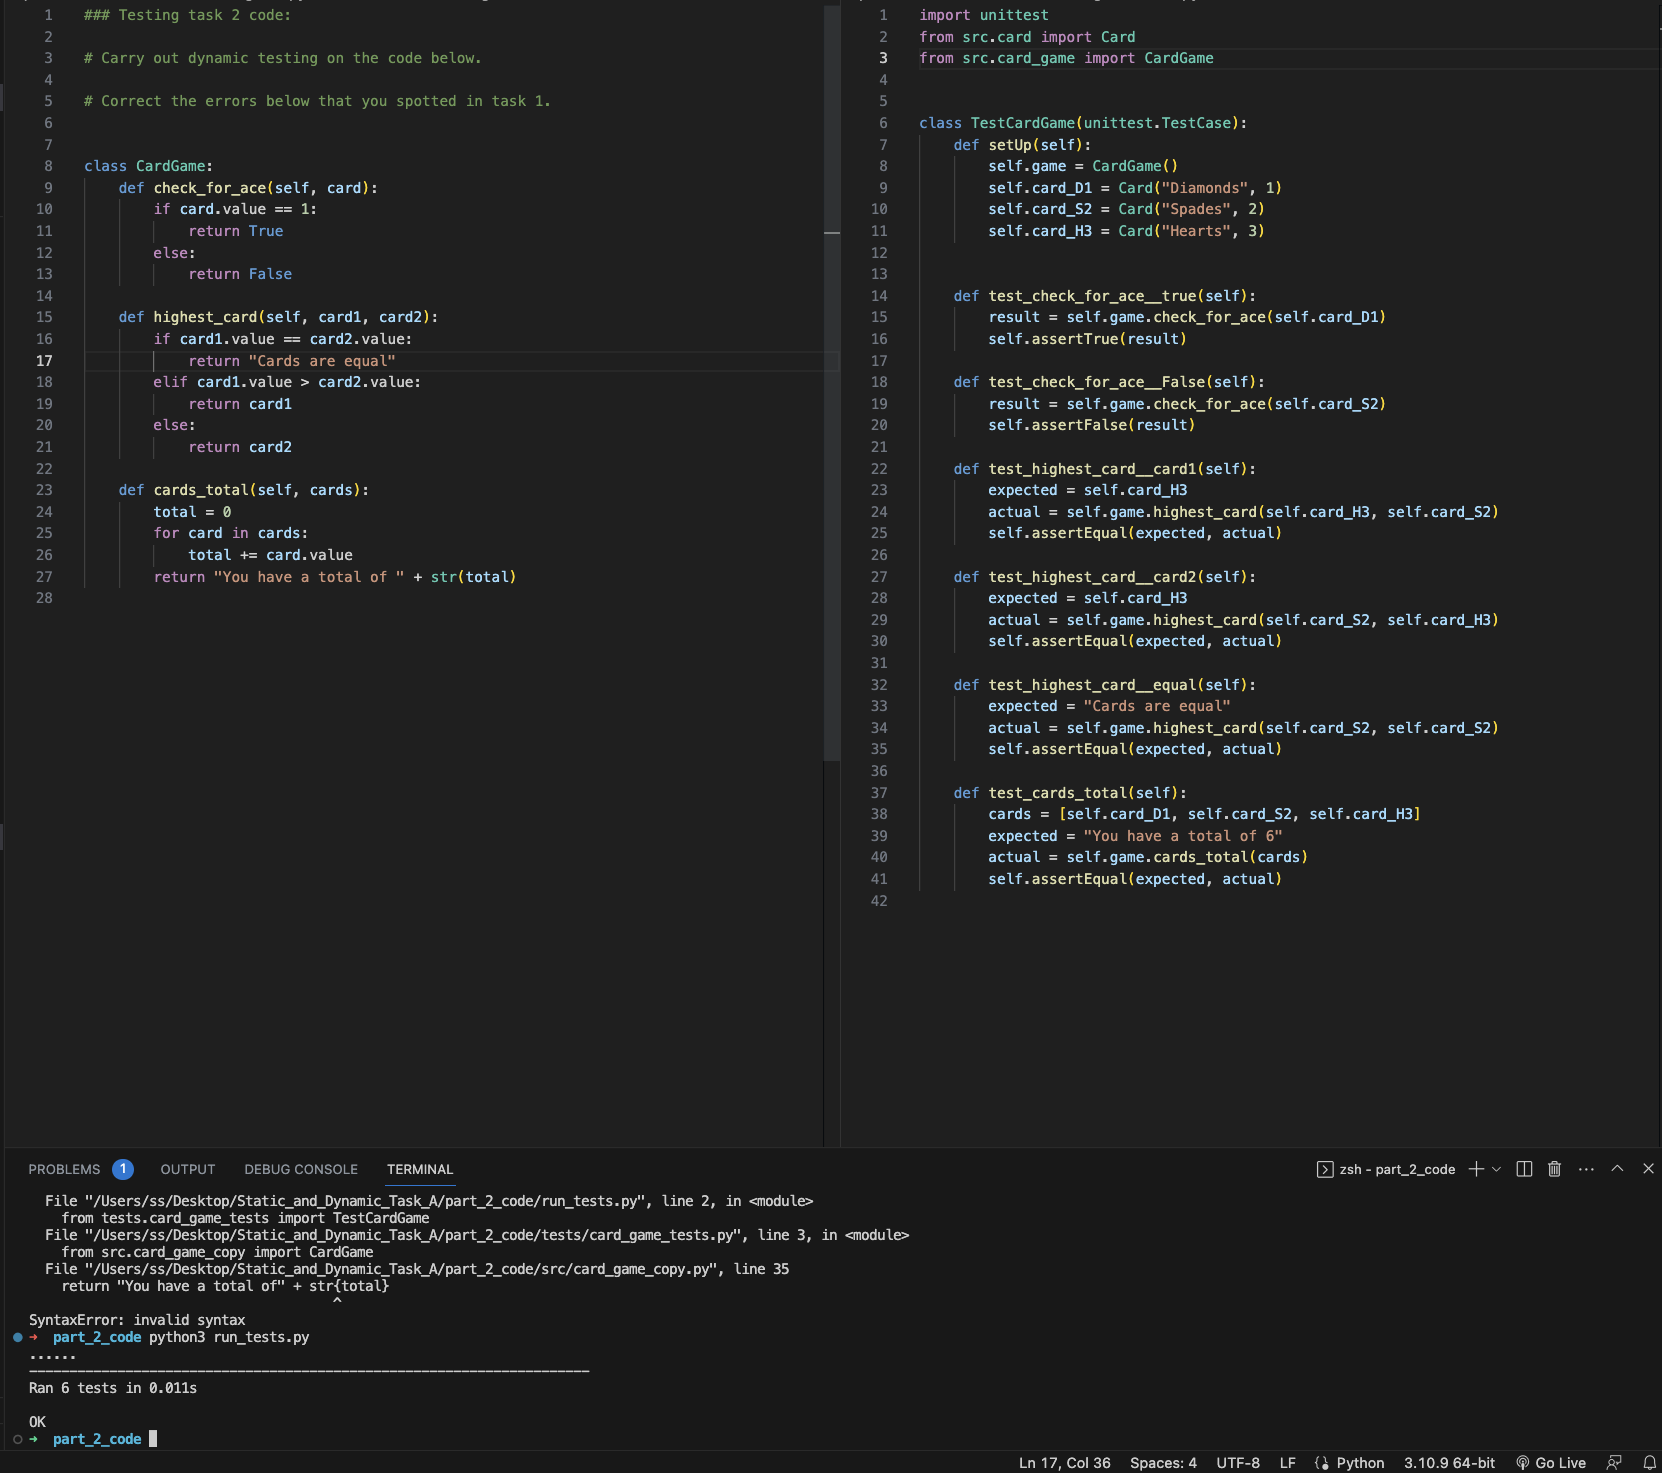 1 ### Testing task 2 code:
2
3 # Carry out dynamic testing on the code below.
4
5 # Correct the errors below that you spotted in task 1.
6
7
8 class CardGame:
9     def check_for_ace(self, card):
10         if card.value == 1:
11             return True
12         else:
13             return False
14
15     def highest_card(self, card1, card2):
16         if card1.value == card2.value:
17             return "Cards are equal"
18         elif card1.value > card2.value:
19             return card1
20         else:
21             return card2
22
23     def cards_total(self, cards):
24         total = 0
25         for card in cards:
26             total += card.value
27         return "You have a total of " + str(total)
28
1 import unittest
2 from src.card import Card
3 from src.card_game import CardGame
4
5
6 class TestCardGame(unittest.TestCase):
7     def setUp(self):
8         self.game = CardGame()
9         self.card_D1 = Card("Diamonds", 1)
10         self.card_S2 = Card("Spades", 2)
11         self.card_H3 = Card("Hearts", 3)
12
13
14     def test_check_for_ace__true(self):
15         result = self.game.check_for_ace(self.card_D1)
16         self.assertTrue(result)
17
18     def test_check_for_ace__False(self):
19         result = self.game.check_for_ace(self.card_S2)
20         self.assertFalse(result)
21
22     def test_highest_card__card1(self):
23         expected = self.card_H3
24         actual = self.game.highest_card(self.card_H3, self.card_S2)
25         self.assertEqual(expected, actual)
26
27     def test_highest_card__card2(self):
28         expected = self.card_H3
29         actual = self.game.highest_card(self.card_S2, self.card_H3)
30         self.assertEqual(expected, actual)
31
32     def test_highest_card__equal(self):
33         expected = "Cards are equal"
34         actual = self.game.highest_card(self.card_S2, self.card_S2)
35         self.assertEqual(expected, actual)
36
37     def test_cards_total(self):
38         cards = [self.card_D1, self.card_S2, self.card_H3]
39         expected = "You have a total of 6"
40         actual = self.game.cards_total(cards)
41         self.assertEqual(expected, actual)
42
PROBLEMS 1 OUTPUT DEBUG CONSOLE TERMINAL zsh - part_2_code
File "/Users/ss/Desktop/Static_and_Dynamic_Task_A/part_2_code/run_tests.py", line 2, in <module>
from tests.card_game_tests import TestCardGame
File "/Users/ss/Desktop/Static_and_Dynamic_Task_A/part_2_code/tests/card_game_tests.py", line 3, in <module>
from src.card_game_copy import CardGame
File "/Users/ss/Desktop/Static_and_Dynamic_Task_A/part_2_code/src/card_game_copy.py", line 35
return "You have a total of" + str{total}
^
SyntaxError: invalid syntax
➜ part_2_code python3 run_tests.py
......
----------------------------------------------------------------------
Ran 6 tests in 0.011s

OK
➜ part_2_code
Ln 17, Col 36 Spaces: 4 UTF-8 LF Python 3.10.9 64-bit Go Live